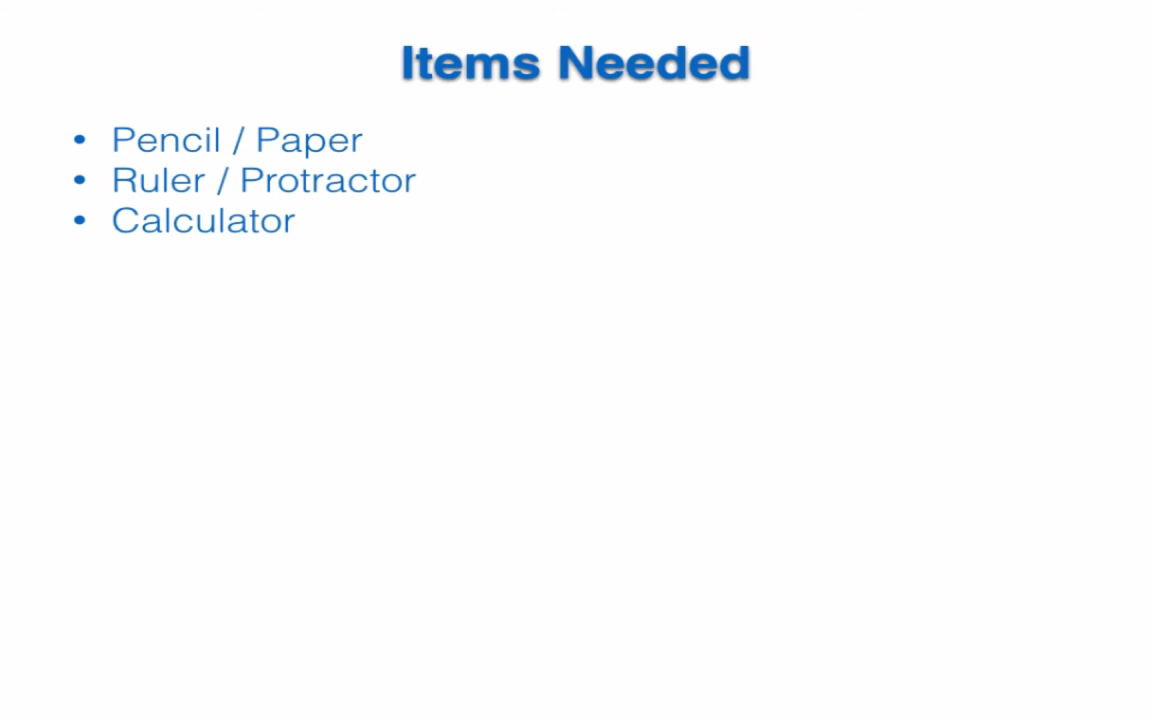 Items Needed
• Pencil / Paper
• Ruler / Protractor
• Calculator